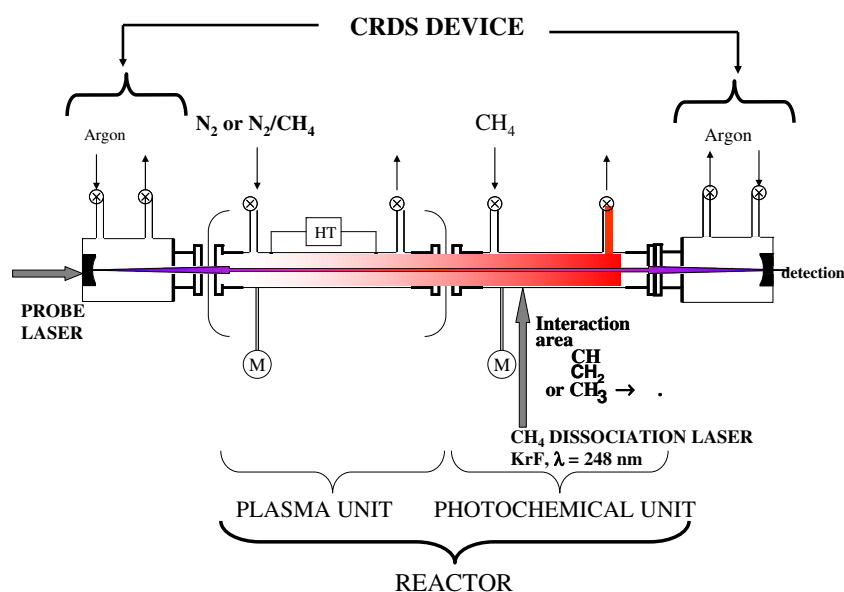 CRDS DEVICE
Argon
N₂ or N₂/CH₄
CH₄
Argon
HT
PROBE
LASER
detection
M
M
Interaction
area
CH
CH₂
or CH₃ → .
CH₄ DISSOCIATION LASER
KrF, λ = 248 nm
PLASMA UNIT
PHOTOCHEMICAL UNIT
REACTOR